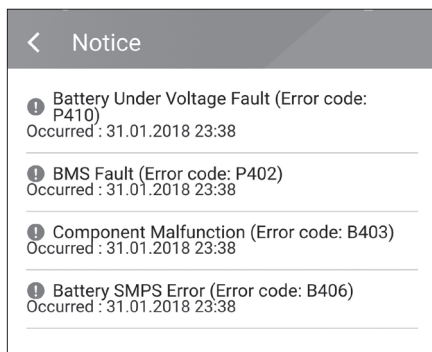 Notice
Battery Under Voltage Fault (Error code:
P410)
Occurred : 31.01.2018 23:38
BMS Fault (Error code: P402)
Occurred : 31.01.2018 23:38
Component Malfunction (Error code: B403)
Occurred : 31.01.2018 23:38
Battery SMPS Error (Error code: B406)
Occurred : 31.01.2018 23:38